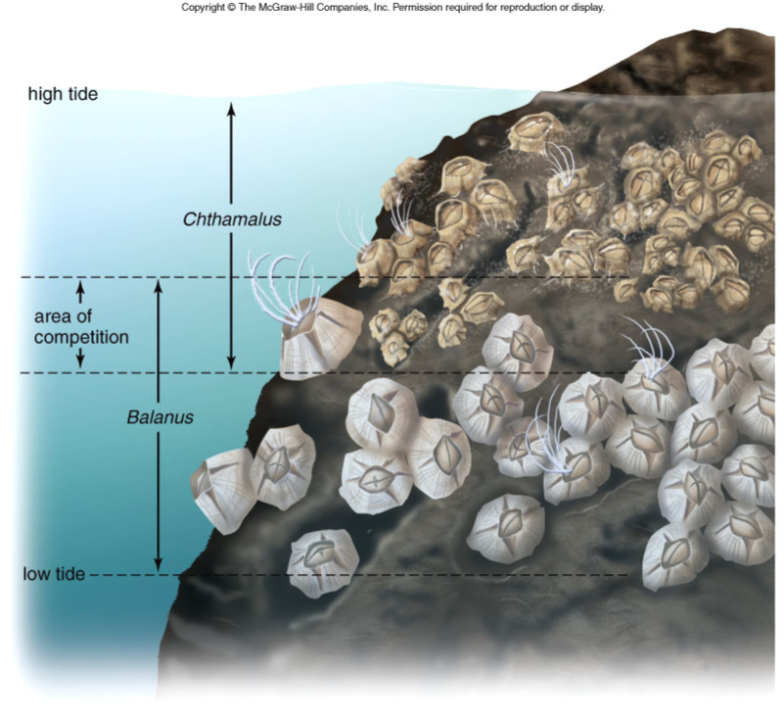 Copyright © The McGraw-Hill Companies, Inc. Permission required for reproduction or display.
high tide
Chthamalus
area of
competition
Balanus
low tide